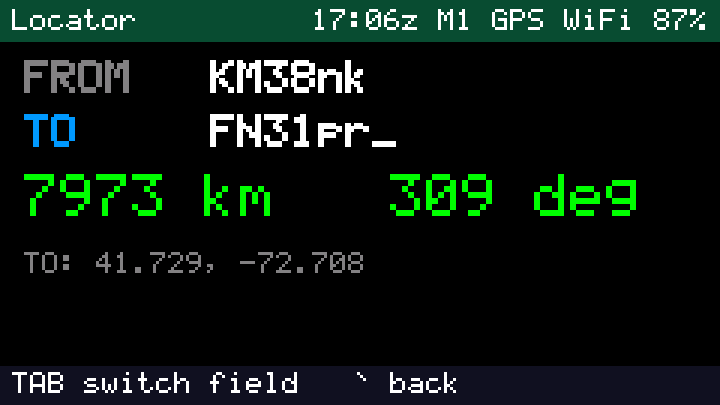 Locator 17:06z M1 GPS WiFi 87%
FROM KM38nk
TO FN31pr_
7973 km 309 deg
TO: 41.729, -72.708
TAB switch field ` back